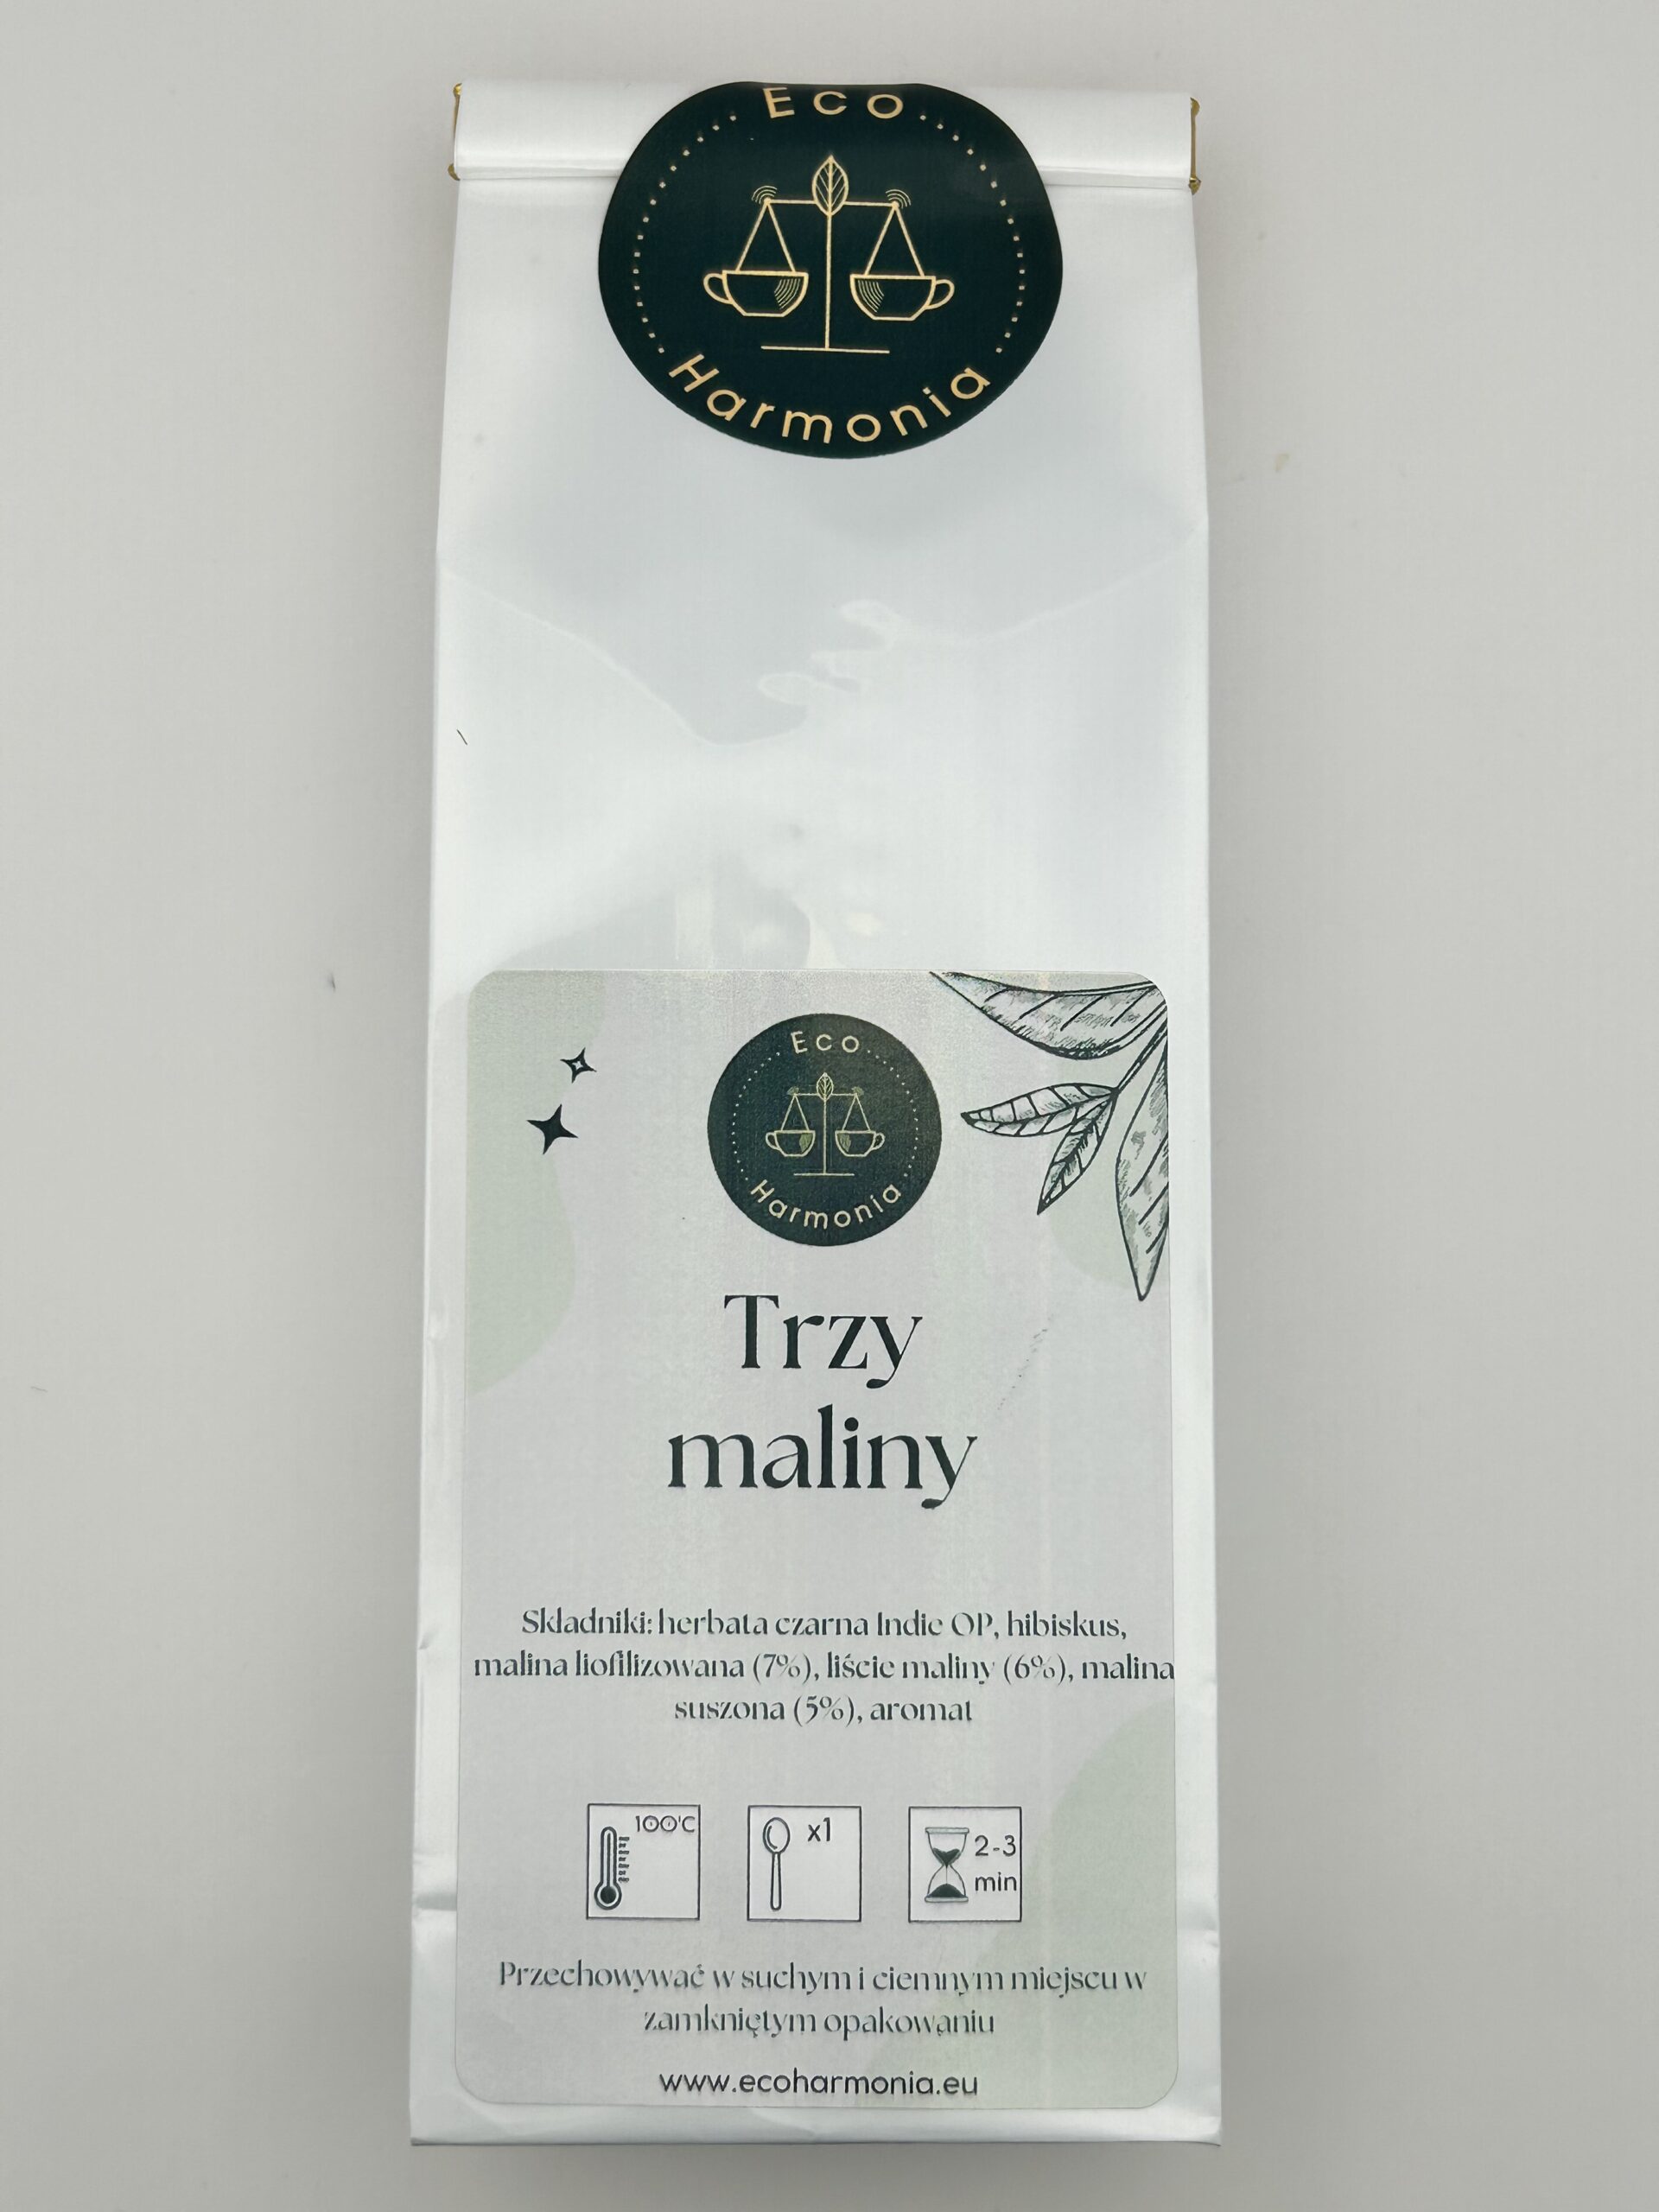 Eco
Harmonia
Eco
Harmonia
Trzy
maliny
Składniki: herbata czarna Indie OP, hibiskus,
malina liofilizowana (7%), liście maliny (6%), malina
suszona (5%), aromat
100°C
x1
2-3
min
Przechowywać w suchym i ciemnym miejscu w
zamkniętym opakowaniu
www.ecoharmonia.eu